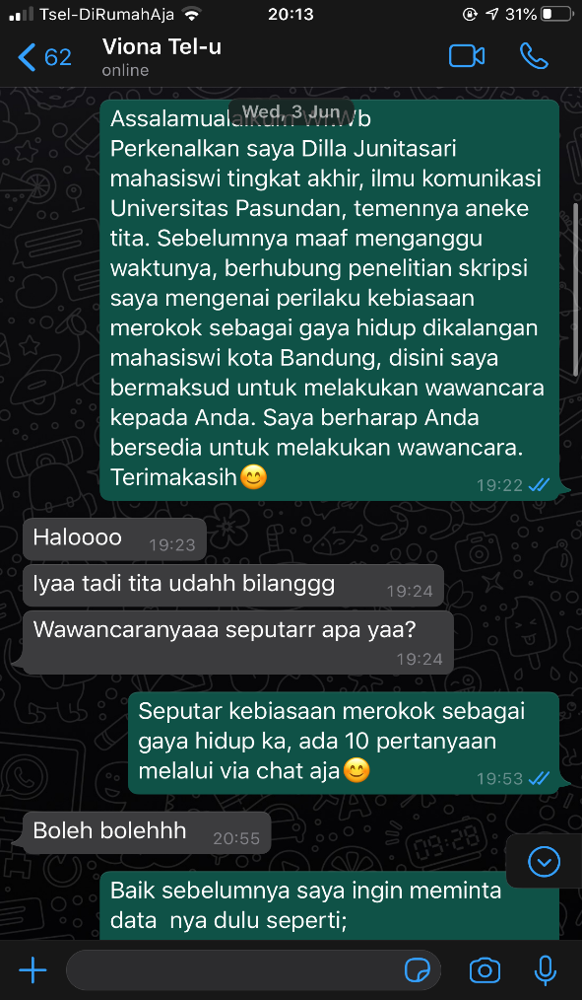 Tsel-DiRumahAja 20:13 31%
62 Viona Tel-u
online
Wed, 3 Jun
Perkenalkan saya Dilla Junitasari
mahasiswi tingkat akhir, ilmu komunikasi
Universitas Pasundan, temennya aneke
tita. Sebelumnya maaf menganggu
waktunya, berhubung penelitian skripsi
saya mengenai perilaku kebiasaan
merokok sebagai gaya hidup dikalangan
mahasiswi kota Bandung, disini saya
bermaksud untuk melakukan wawancara
kepada Anda. Saya berharap Anda
bersedia untuk melakukan wawancara.
Terimakasih😊 19:22
Haloooo 19:23
Iyaa tadi tita udahh bilanggg 19:24
Wawancaranyaaa seputarr apa yaa?
19:24
Seputar kebiasaan merokok sebagai
gaya hidup ka, ada 10 pertanyaan
melalui via chat aja😊 19:53
Boleh bolehhh 20:55
09:28
Baik sebelumnya saya ingin meminta
data nya dulu seperti;